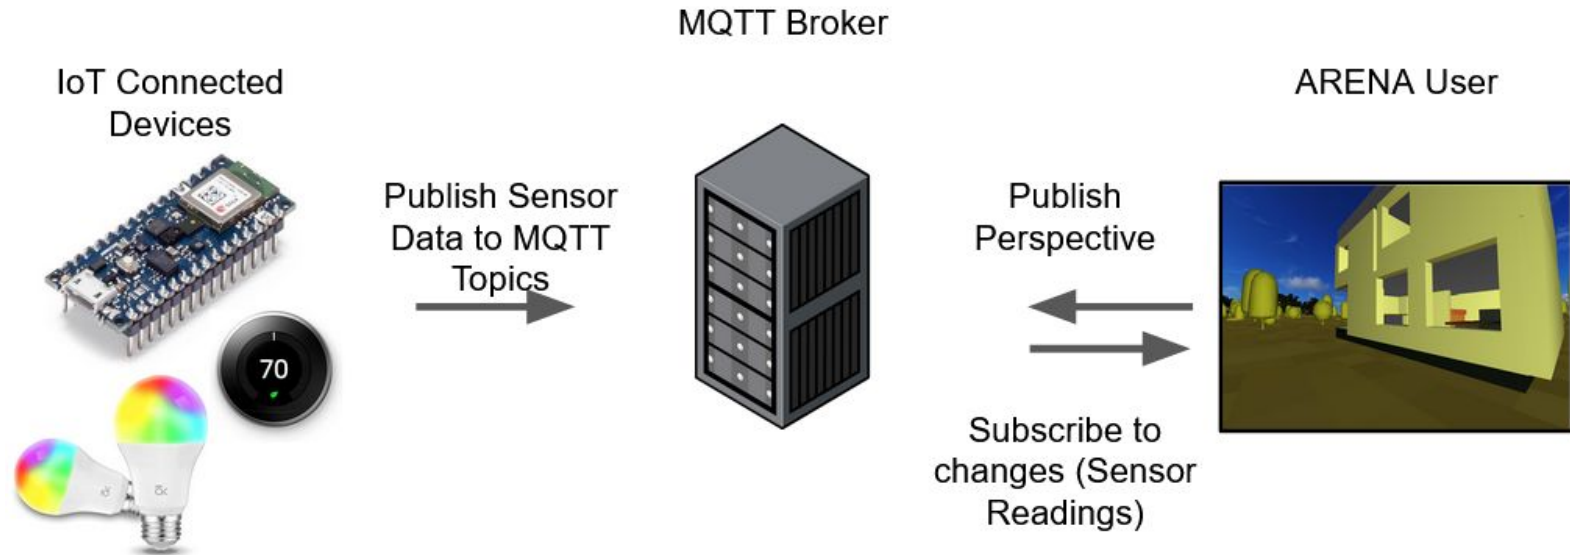 MQTT Broker
IoT Connected
Devices
ARENA User
Publish Sensor
Data to MQTT
Topics
Publish
Perspective
70
Subscribe to
changes (Sensor
Readings)